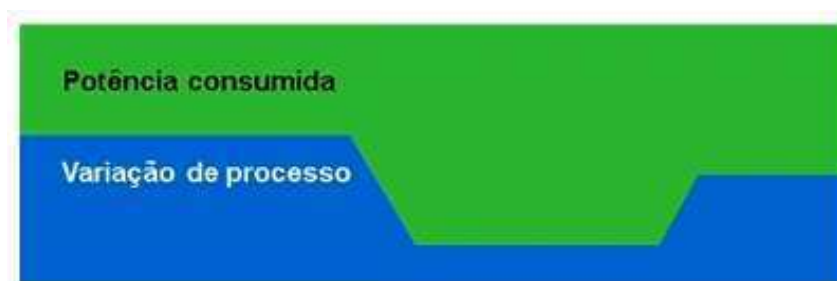 Potência consumida
Variação de processo